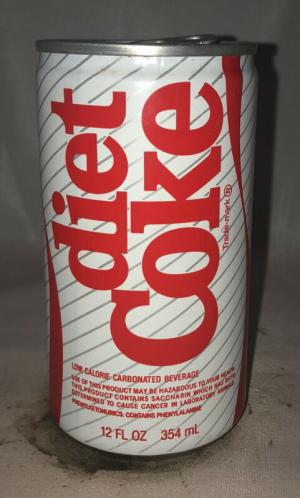 diet
Coke
Trade-mark ®
LOW CALORIE CARBONATED BEVERAGE
USE OF THIS PRODUCT MAY BE HAZARDOUS TO YOUR HEALTH.
THIS PRODUCT CONTAINS SACCHARIN WHICH HAS BEEN
DETERMINED TO CAUSE CANCER IN LABORATORY ANIMALS.
PHENYLKETONURICS: CONTAINS PHENYLALANINE
12 FL OZ 354 mL